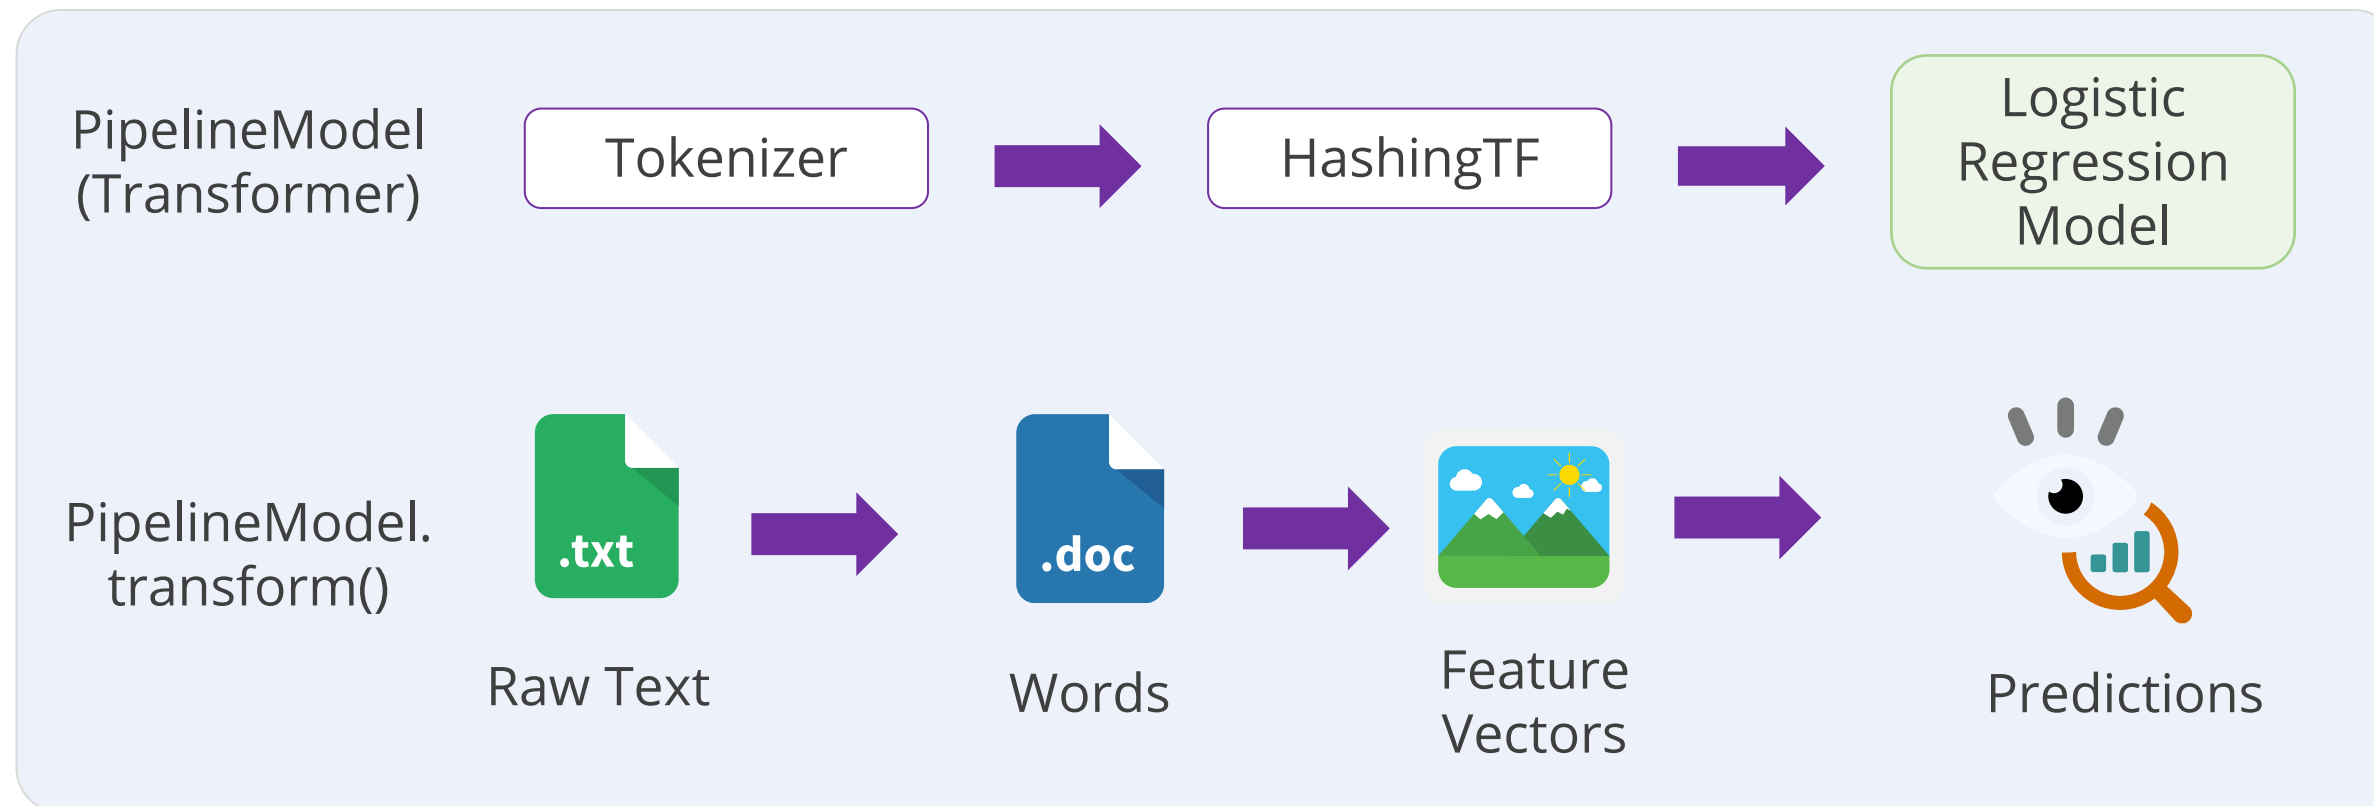 PipelineModel
(Transformer)
Tokenizer
HashingTF
Logistic
Regression
Model
PipelineModel.
transform()
.txt
.doc
Raw Text
Words
Feature
Vectors
Predictions